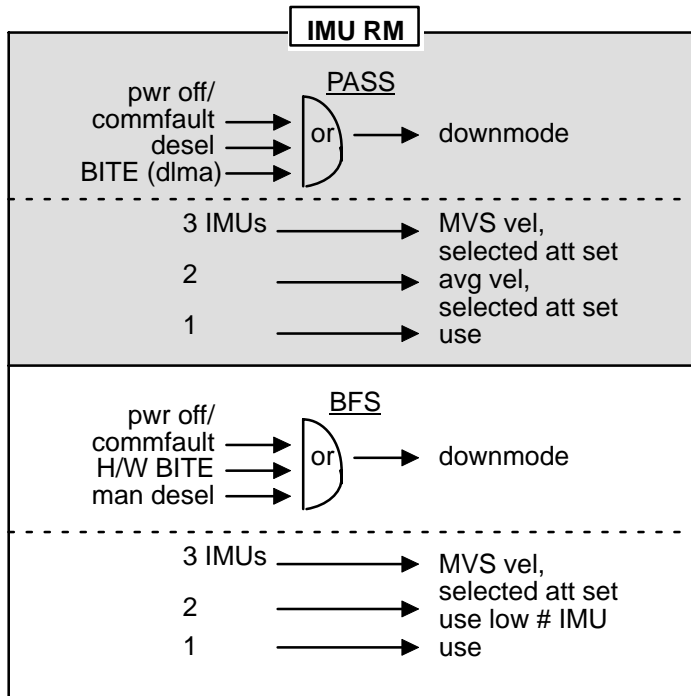 IMU RM
PASS
pwr off/
commfault
desel
BITE (dlma)
or
downmode
3 IMUs
MVS vel,
selected att set
2
avg vel,
selected att set
1
use
BFS
pwr off/
commfault
H/W BITE
man desel
or
downmode
3 IMUs
MVS vel,
selected att set
2
use low # IMU
1
use